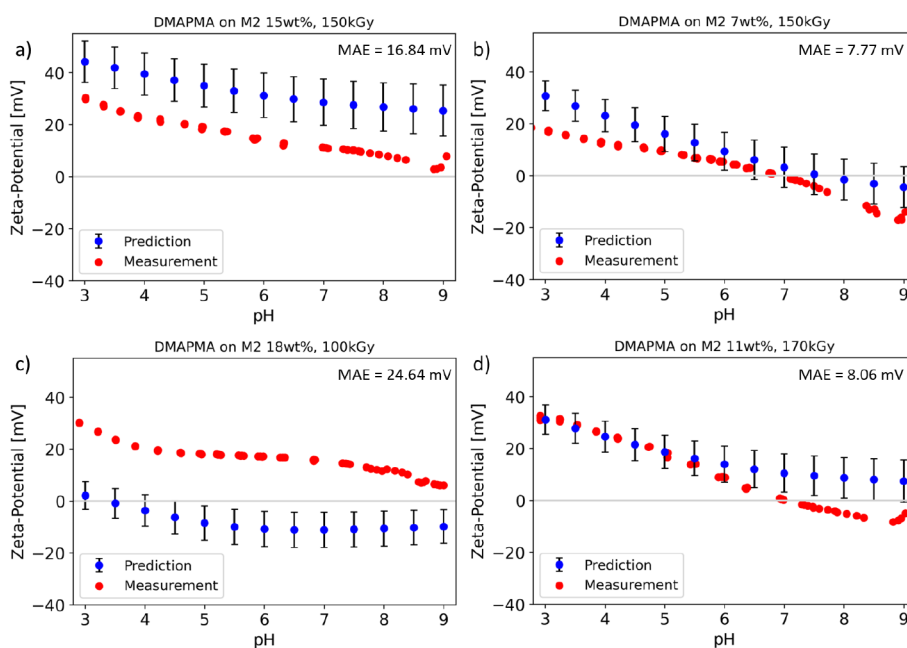 a)
DMAPMA on M2 15wt%, 150kGy
MAE = 16.84 mV
Zeta-Potential [mV]
40
20
0
−20
−40
Prediction
Measurement
3 4 5 6 7 8 9
pH
b)
DMAPMA on M2 7wt%, 150kGy
MAE = 7.77 mV
Zeta-Potential [mV]
40
20
0
−20
−40
Prediction
Measurement
3 4 5 6 7 8 9
pH
c)
DMAPMA on M2 18wt%, 100kGy
MAE = 24.64 mV
Zeta-Potential [mV]
40
20
0
−20
−40
Prediction
Measurement
3 4 5 6 7 8 9
pH
d)
DMAPMA on M2 11wt%, 170kGy
MAE = 8.06 mV
Zeta-Potential [mV]
40
20
0
−20
−40
Prediction
Measurement
3 4 5 6 7 8 9
pH